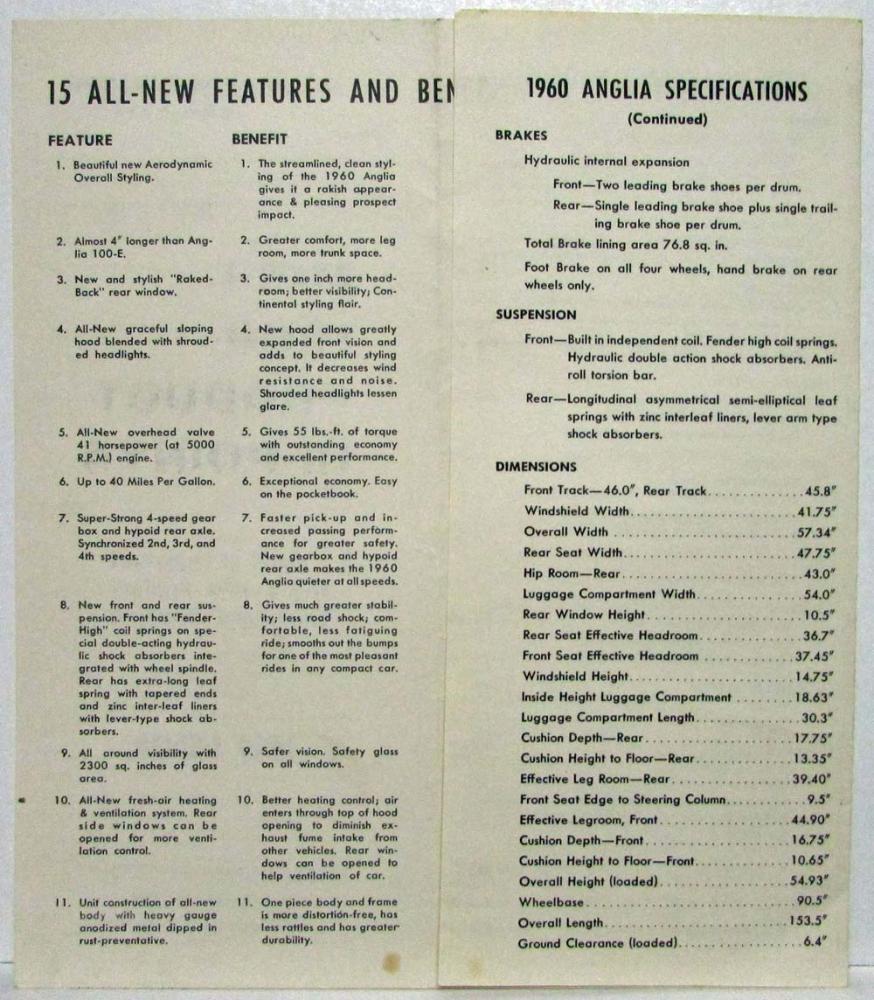 15 ALL-NEW FEATURES AND BEN
FEATURE
BENEFIT
1. Beautiful new Aerodynamic
Overall Styling.
1. The streamlined, clean styl-
ing of the 1960 Anglia
gives it a rakish appear-
ance & pleasing prospect
impact.
2. Almost 4" longer than Ang-
lia 100-E.
2. Greater comfort, more leg
room, more trunk space.
3. New and stylish "Raked-
Back" rear window.
3. Gives one inch more head-
room; better visibility; Con-
tinental styling flair.
4. All-New graceful sloping
hood blended with shroud-
ed headlights.
4. New hood allows greatly
expanded front vision and
adds to beautiful styling
concept. It decreases wind
resistance and noise.
Shrouded headlights lessen
glare.
5. All-New overhead valve
41 horsepower (at 5000
R.P.M.) engine.
5. Gives 55 lbs.-ft. of torque
with outstanding economy
and excellent performance.
6. Up to 40 Miles Per Gallon.
6. Exceptional economy. Easy
on the pocketbook.
7. Super-Strong 4-speed gear
box and hypoid rear axle.
Synchronized 2nd, 3rd, and
4th speeds.
7. Faster pick-up and in-
creased passing perform-
ance for greater safety.
New gearbox and hypoid
rear axle makes the 1960
Anglia quieter at all speeds.
8. New front and rear sus-
pension. Front has "Fender-
High" coil springs on spe-
cial double-acting hydrau-
lic shock absorbers inte-
grated with wheel spindle.
Rear has extra-long leaf
spring with tapered ends
and zinc inter-leaf liners
with lever-type shock ab-
sorbers.
8. Gives much greater stabil-
ity; less road shock; com-
fortable, less fatiguing
ride; smooths out the bumps
for one of the most pleasant
rides in any compact car.
9. All around visibility with
2300 sq. inches of glass
area.
9. Safer vision. Safety glass
on all windows.
10. All-New fresh-air heating
& ventilation system. Rear
side windows can be
opened for more venti-
lation control.
10. Better heating control; air
enters through top of hood
opening to diminish ex-
haust fume intake from
other vehicles. Rear win-
dows can be opened to
help ventilation of car.
11. Unit construction of all-new
body with heavy gauge
anodized metal dipped in
rust-preventative.
11. One piece body and frame
is more distortion-free, has
less rattles and has greater
durability.
1960 ANGLIA SPECIFICATIONS
(Continued)
BRAKES
Hydraulic internal expansion
Front—Two leading brake shoes per drum.
Rear—Single leading brake shoe plus single trail-
ing brake shoe per drum.
Total Brake lining area 76.8 sq. in.
Foot Brake on all four wheels, hand brake on rear
wheels only.
SUSPENSION
Front—Built in independent coil. Fender high coil springs.
Hydraulic double action shock absorbers. Anti-
roll torsion bar.
Rear—Longitudinal asymmetrical semi-elliptical leaf
springs with zinc interleaf liners, lever arm type
shock absorbers.
DIMENSIONS
Front Track—46.0", Rear Track............45.8"
Windshield Width............41.75"
Overall Width............57.34"
Rear Seat Width............47.75"
Hip Room—Rear............43.0"
Luggage Compartment Width............54.0"
Rear Window Height............10.5"
Rear Seat Effective Headroom............36.7"
Front Seat Effective Headroom............37.45"
Windshield Height............14.75"
Inside Height Luggage Compartment........18.63"
Luggage Compartment Length............30.3"
Cushion Depth—Rear............17.75"
Cushion Height to Floor—Rear............13.35"
Effective Leg Room—Rear............39.40"
Front Seat Edge to Steering Column............9.5"
Effective Legroom, Front............44.90"
Cushion Depth—Front............16.75"
Cushion Height to Floor—Front............10.65"
Overall Height (loaded)............54.93"
Wheelbase............90.5"
Overall Length............153.5"
Ground Clearance (loaded)............6.4"